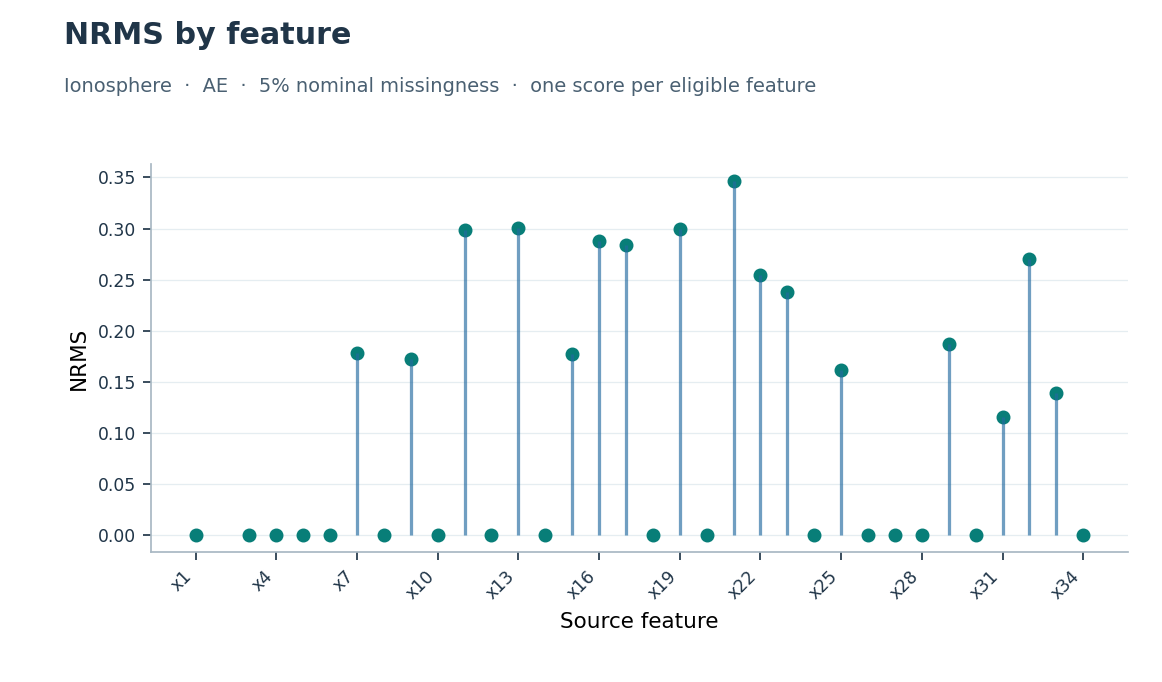 NRMS by feature
Ionosphere · AE · 5% nominal missingness · one score per eligible feature
NRMS
0.35
0.30
0.25
0.20
0.15
0.10
0.05
0.00
x1 x4 x7 x10 x13 x16 x19 x22 x25 x28 x31 x34
Source feature